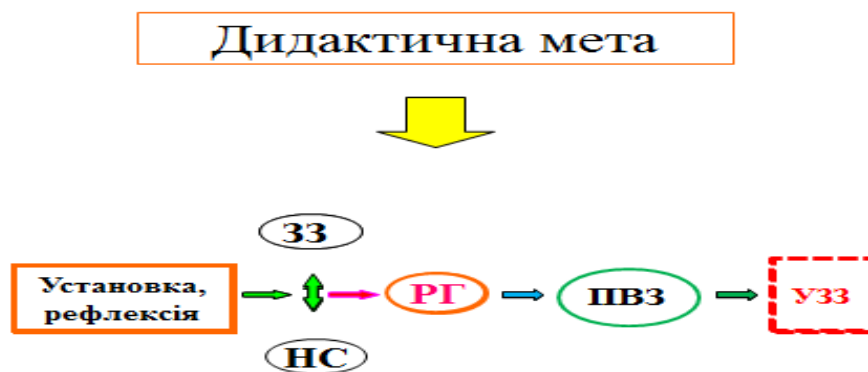 Дидактична мета
ЗЗ
Установка,
рефлексія
РГ
ПВЗ
УЗЗ
НС